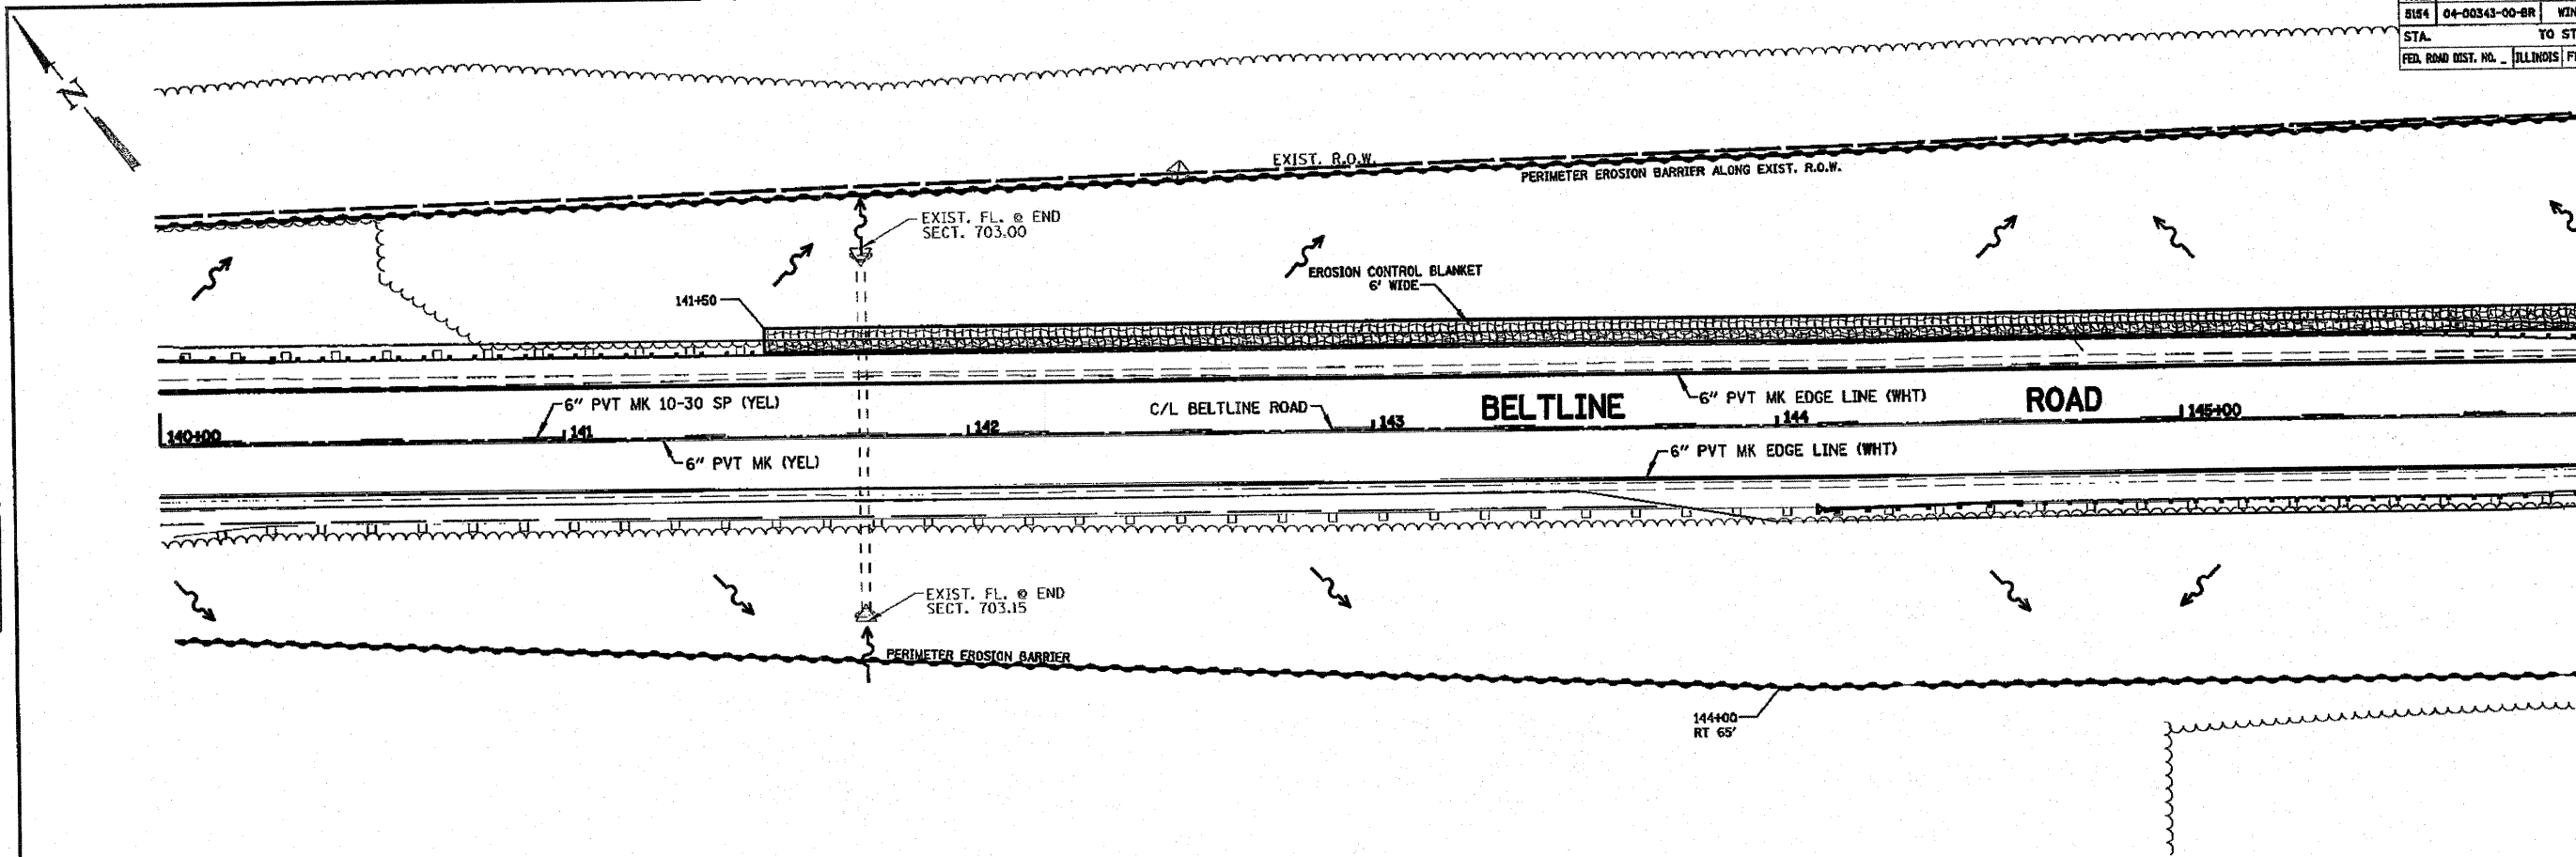 5154 04-00343-00-BR WIN
STA. TO ST
FED. ROAD DIST. NO. _ ILLINOIS
N
EXIST. R.O.W.
PERIMETER EROSION BARRIER ALONG EXIST. R.O.W.
EXIST. FL. @ END
SECT. 703.00
EROSION CONTROL BLANKET
6' WIDE
141+50
6" PVT MK 10-30 SP (YEL)
C/L BELTLINE ROAD
BELTLINE ROAD
6" PVT MK EDGE LINE (WHT)
140+00 141 142 143 144 145+00
6" PVT MK (YEL)
6" PVT MK EDGE LINE (WHT)
EXIST. FL. @ END
SECT. 703.15
PERIMETER EROSION BARRIER
144+00
RT 65'